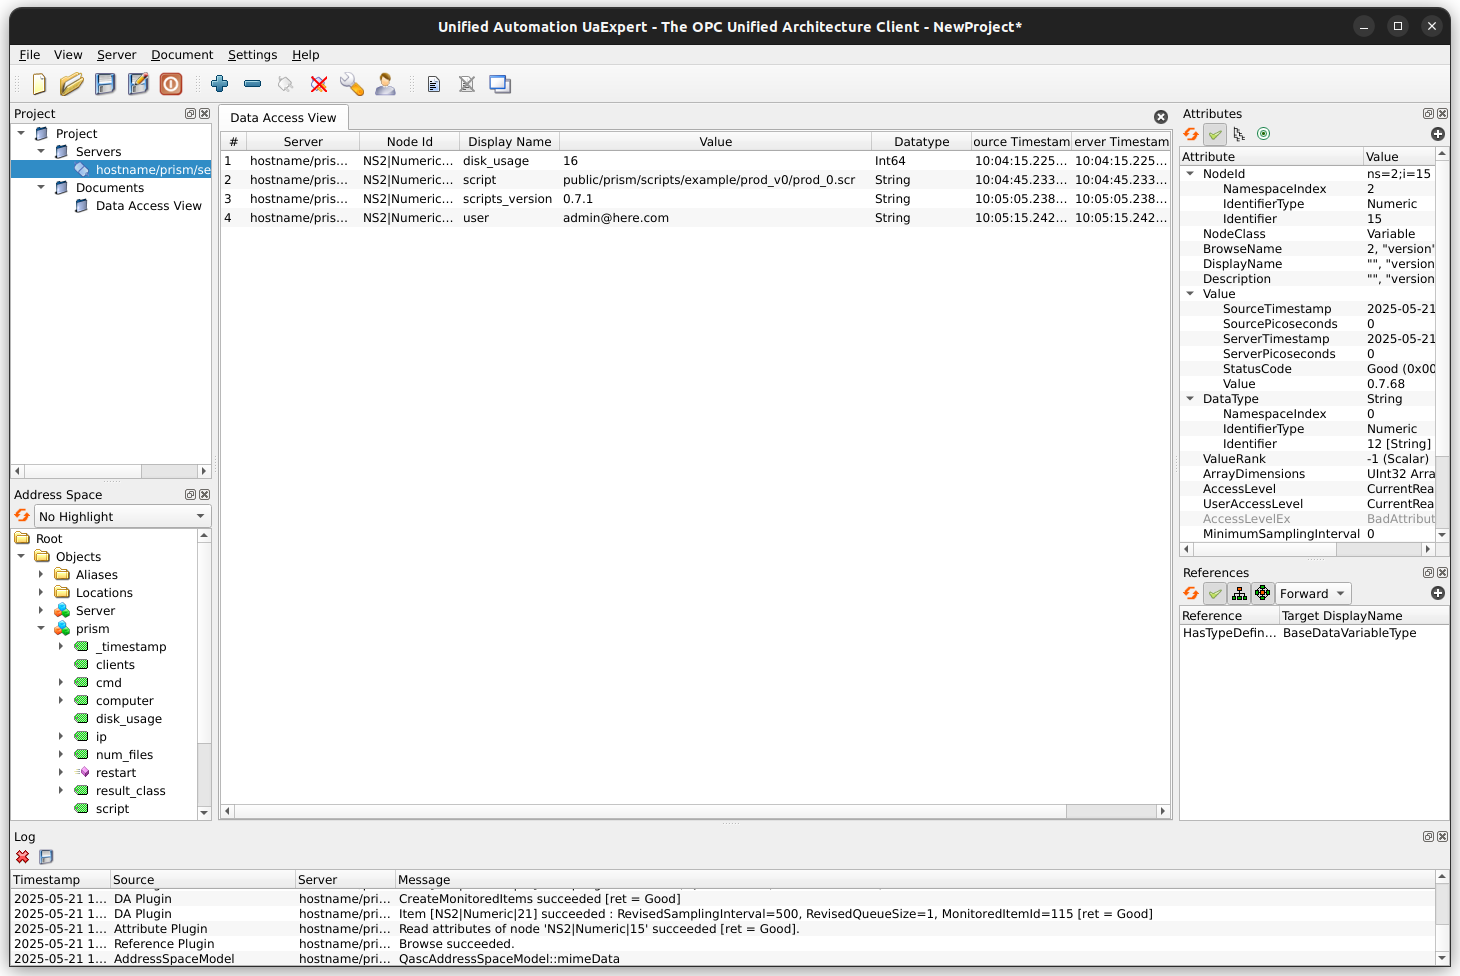 Unified Automation UaExpert - The OPC Unified Architecture Client - NewProject*
File View Server Document Settings Help
Project
Project
Servers
hostname/prism/se
Documents
Data Access View
Address Space
No Highlight
Root
Objects
Aliases
Locations
Server
prism
_timestamp
clients
cmd
computer
disk_usage
ip
num_files
restart
result_class
script
Data Access View
# Server Node Id Display Name Value Datatype ource Timestam erver Timestam
1 hostname/pris... NS2|Numeric... disk_usage 16 Int64 10:04:15.225... 10:04:15.225...
2 hostname/pris... NS2|Numeric... script public/prism/scripts/example/prod_v0/prod_0.scr String 10:04:45.233... 10:04:45.233...
3 hostname/pris... NS2|Numeric... scripts_version 0.7.1 String 10:05:05.238... 10:05:05.238...
4 hostname/pris... NS2|Numeric... user admin@here.com String 10:05:15.242... 10:05:15.242...
Attributes
Attribute Value
NodeId ns=2;i=15
NamespaceIndex 2
IdentifierType Numeric
Identifier 15
NodeClass Variable
BrowseName 2, "version"
DisplayName "", "version
Description "", "version
Value
SourceTimestamp 2025-05-21
SourcePicoseconds 0
ServerTimestamp 2025-05-21
ServerPicoseconds 0
StatusCode Good (0x00
Value 0.7.68
DataType String
NamespaceIndex 0
IdentifierType Numeric
Identifier 12 [String]
ValueRank -1 (Scalar)
ArrayDimensions UInt32 Arra
AccessLevel CurrentRea
UserAccessLevel CurrentRea
AccessLevelEx BadAttribut
MinimumSamplingInterval 0
References
Forward
Reference Target DisplayName
HasTypeDefin... BaseDataVariableType
Log
Timestamp Source Server Message
2025-05-21 1... DA Plugin hostname/pri... CreateMonitoredItems succeeded [ret = Good]
2025-05-21 1... DA Plugin hostname/pri... Item [NS2|Numeric|21] succeeded : RevisedSamplingInterval=500, RevisedQueueSize=1, MonitoredItemId=115 [ret = Good]
2025-05-21 1... Attribute Plugin hostname/pri... Read attributes of node 'NS2|Numeric|15' succeeded [ret = Good].
2025-05-21 1... Reference Plugin hostname/pri... Browse succeeded.
2025-05-21 1... AddressSpaceModel hostname/pri... QascAddressSpaceModel::mimeData